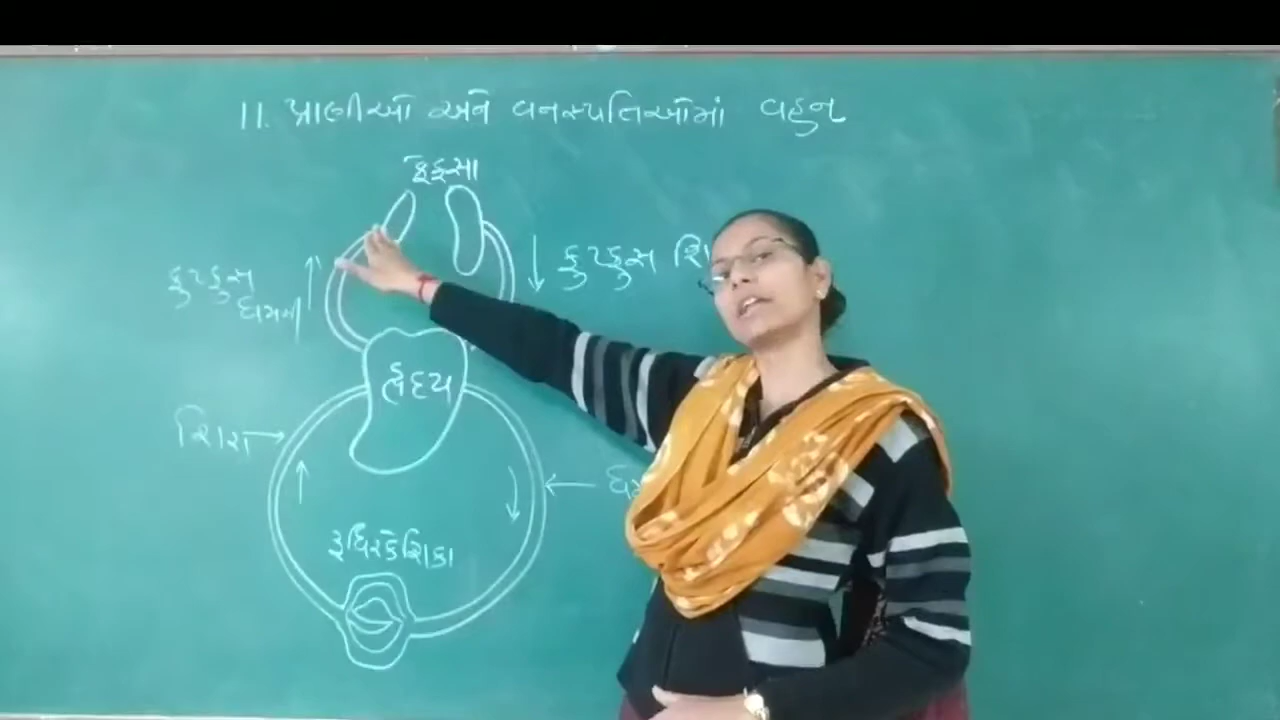 11. પ્રાણીઓ અને વનસ્પતિઓમાં વહન
ફેફસા
ફુપ્ફુસ
ફુપ્ફુસ
ધમની
હૃદય
શિરા
રૂધિરકેશિકા